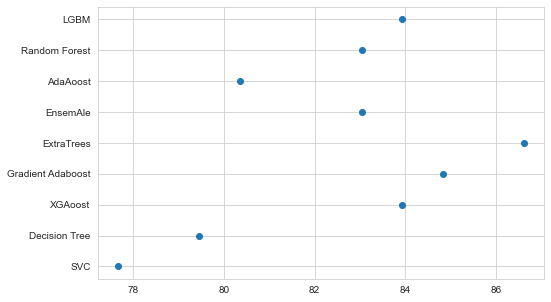 LGBM
Random Forest
AdaAoost
EnsemAle
ExtraTrees
Gradient Adaboost
XGAoost
Decision Tree
SVC
78 80 82 84 86